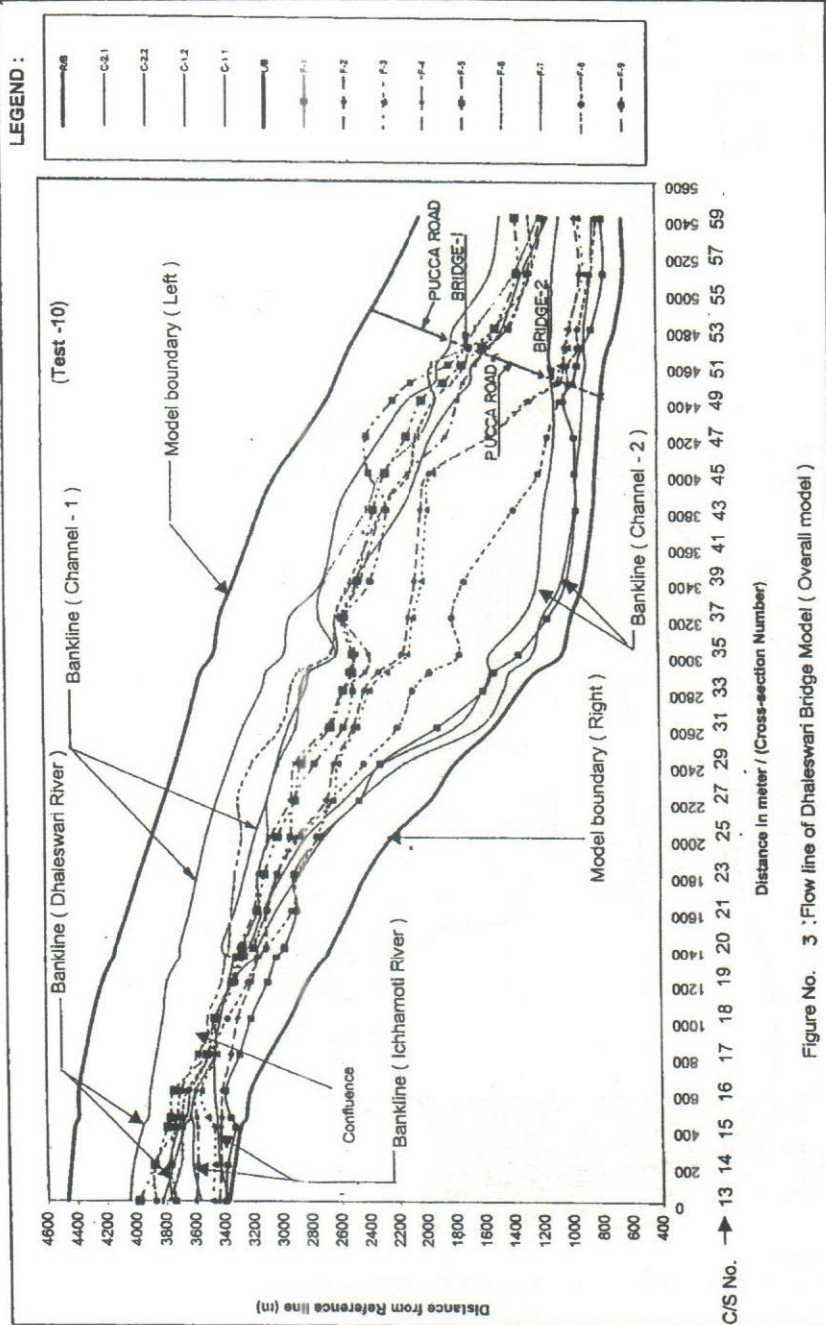 LEGEND :
R/B
C-2.1
C-2.2
C-1.2
C-1.1
L/B
F-1
F-2
F-3
F-4
F-5
F-6
F-7
F-8
F-9
(Test -10)
Bankline ( Dhaleswari River )
Bankline ( Channel - 1 )
Model boundary ( Left )
PUCCA ROAD
BRIDGE-1
BRIDGE-2
PUCCA ROAD
Confluence
Bankline ( Ichhamoti River )
Model boundary ( Right )
Bankline ( Channel - 2 )
Distance from Reference line (m)
4600
4400
4200
4000
3800
3600
3400
3200
3000
2800
2600
2400
2200
2000
1800
1600
1400
1200
1000
800
600
400
0 200 400 600 800 1000 1200 1400 1600 1800 2000 2200 2400 2600 2800 3000 3200 3400 3600 3800 4000 4200 4400 4600 4800 5000 5200 5400 5600
C/S No. 13 14 15 16 17 18 19 20 21 23 25 27 29 31 33 35 37 39 41 43 45 47 49 51 53 55 57 59
Distance in meter / (Cross-section Number)
Figure No. 3 : Flow line of Dhaleswari Bridge Model ( Overall model )